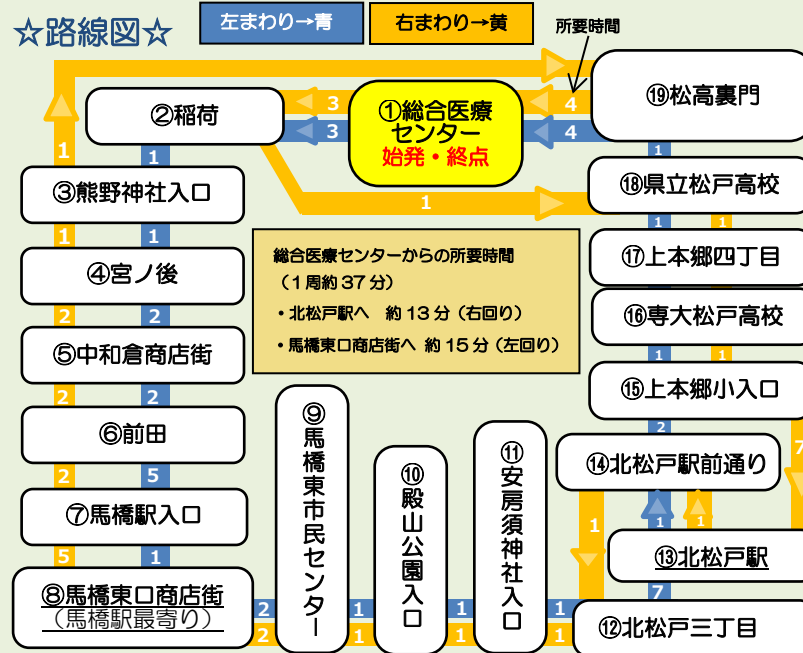 ☆路線図☆
左まわり→青
右まわり→黄
所要時間
①総合医療
センター
始発・終点
②稲荷
③熊野神社入口
④宮ノ後
⑤中和倉商店街
⑥前田
⑦馬橋駅入口
⑧馬橋東口商店街
（馬橋駅最寄り）
⑨馬橋東市民センター
⑩殿山公園入口
⑪安房須神社入口
⑫北松戸三丁目
⑬北松戸駅
⑭北松戸駅前通り
⑮上本郷小入口
⑯専大松戸高校
⑰上本郷四丁目
⑱県立松戸高校
⑲松高裏門
総合医療センターからの所要時間
（１周約 37 分）
・北松戸駅へ　約 13 分（右回り）
・馬橋東口商店街へ 約 15 分（左回り）
3
3
4
4
1
1
1
1
1
2
2
2
2
2
5
5
1
2
2
1
1
1
1
1
1
7
1
1
7
2
1
1
1
1